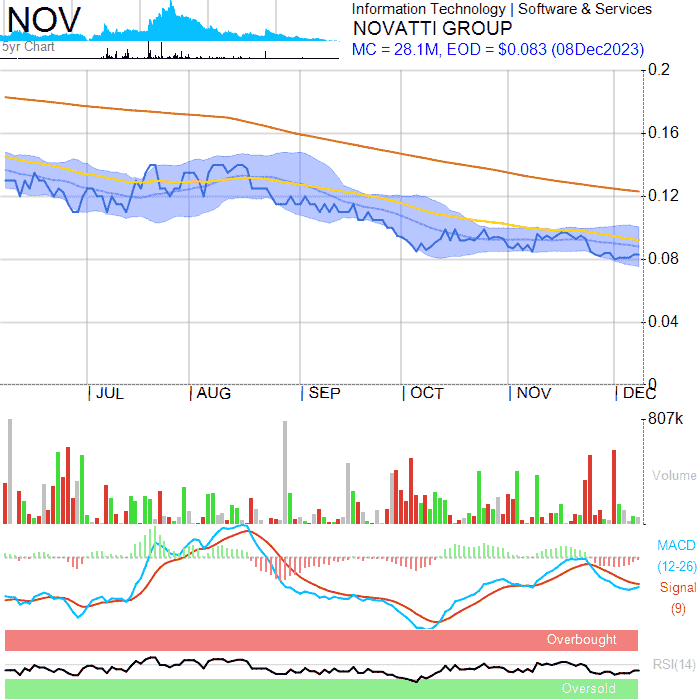 NOV
5yr Chart
Information Technology | Software & Services
NOVATTI GROUP
MC = 28.1M, EOD = $0.083 (08Dec2023)
0.2
0.16
0.12
0.08
0.04
0
JUL AUG SEP OCT NOV DEC
807k
Volume
MACD
(12-26)
Signal
(9)
Overbought
RSI(14)
Oversold